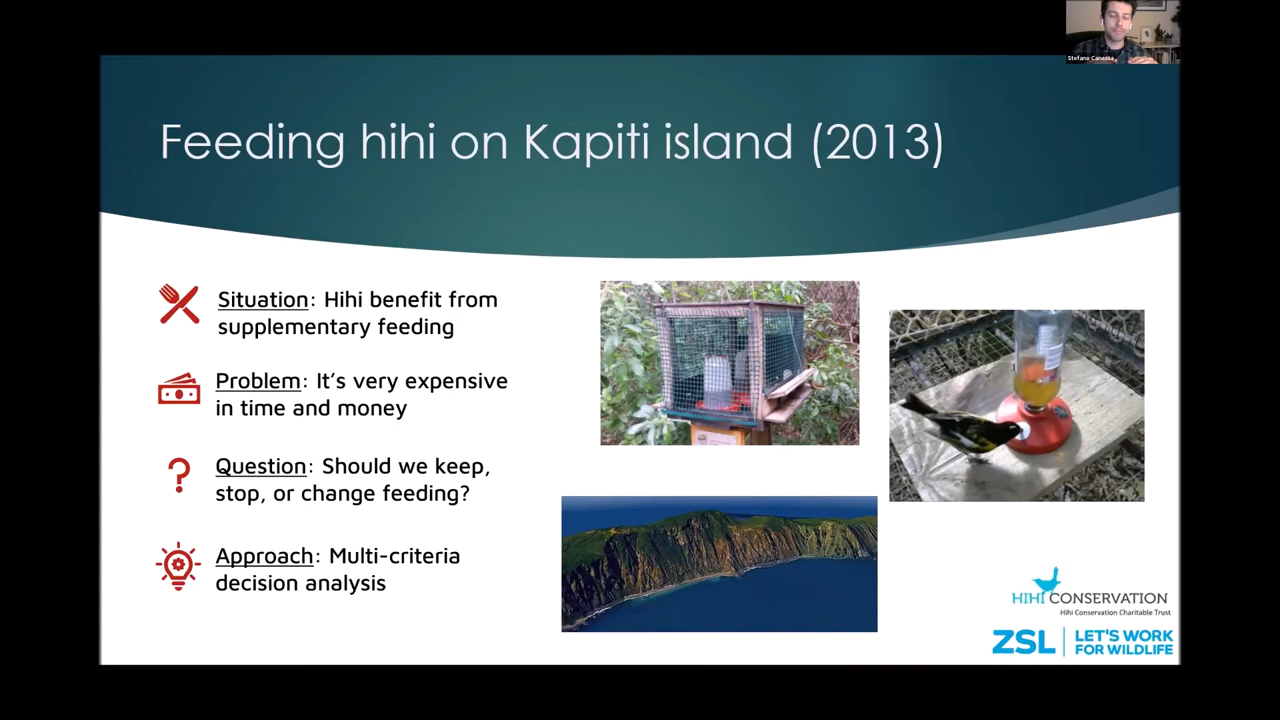 Stefano Canessa
Feeding hihi on Kapiti island (2013)
Situation: Hihi benefit from
supplementary feeding
Problem: It’s very expensive
in time and money
Question: Should we keep,
stop, or change feeding?
Approach: Multi-criteria
decision analysis
HIHI CONSERVATION
Hihi Conservation Charitable Trust
ZSL
LET'S WORK
FOR WILDLIFE